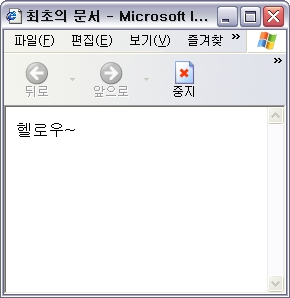 최초의 문서 - Microsoft I...
파일(F) 편집(E) 보기(V) 즐겨찾 »
뒤로 앞으로 중지 »
헬로우~